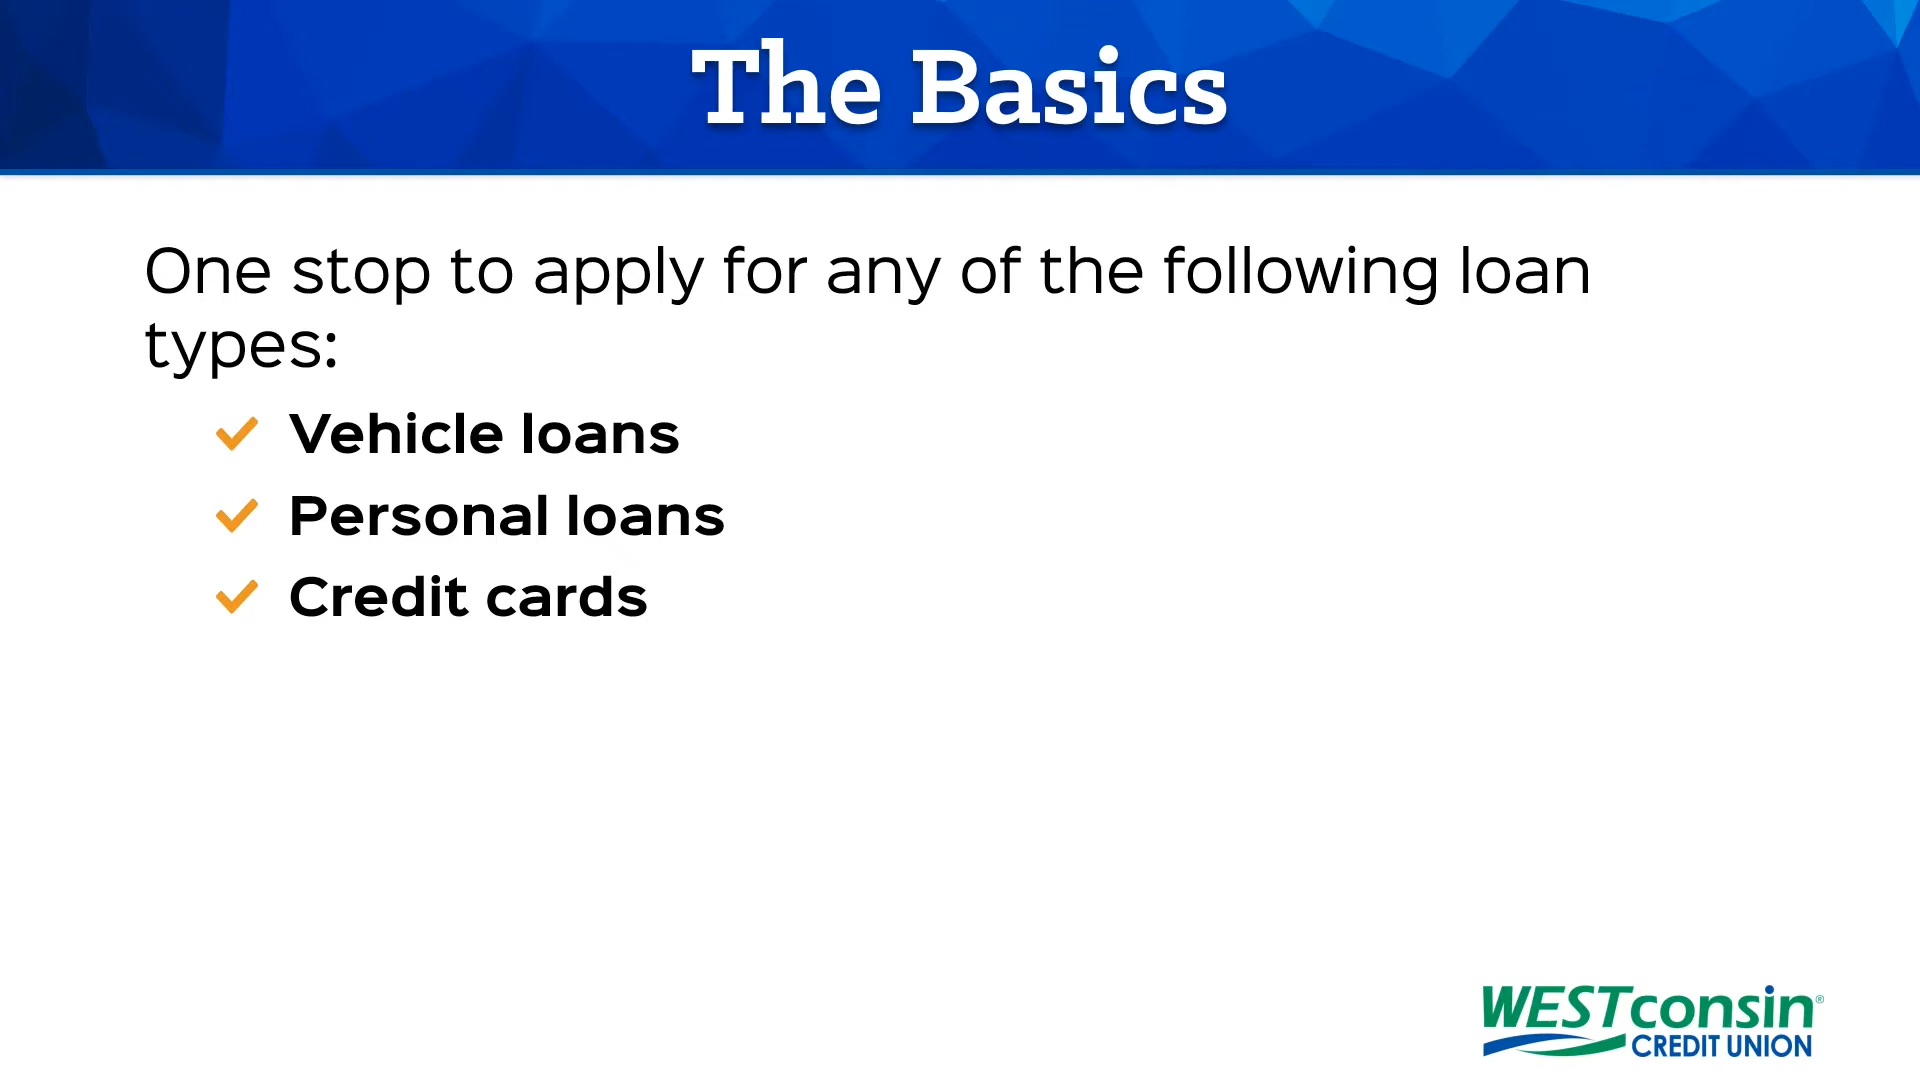 The Basics
One stop to apply for any of the following loan
types:
Vehicle loans
Personal loans
Credit cards
WESTconsin®
CREDIT UNION